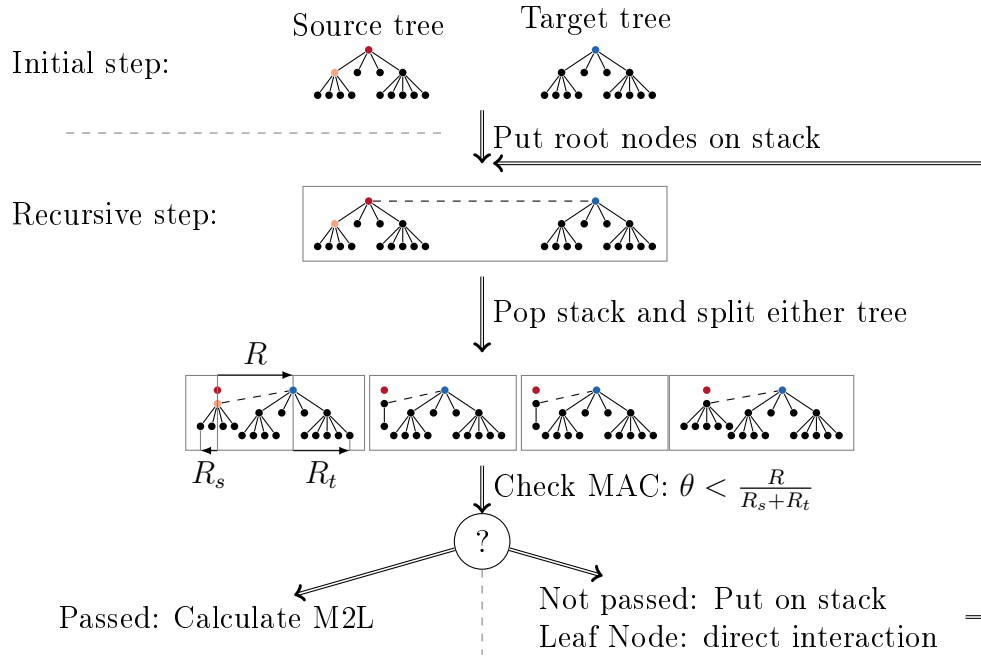 Source tree
Target tree
Initial step:
Put root nodes on stack
Recursive step:
Pop stack and split either tree
R
R_s
R_t
Check MAC: θ < R/(R_s+R_t)
?
Passed: Calculate M2L
Not passed: Put on stack
Leaf Node: direct interaction